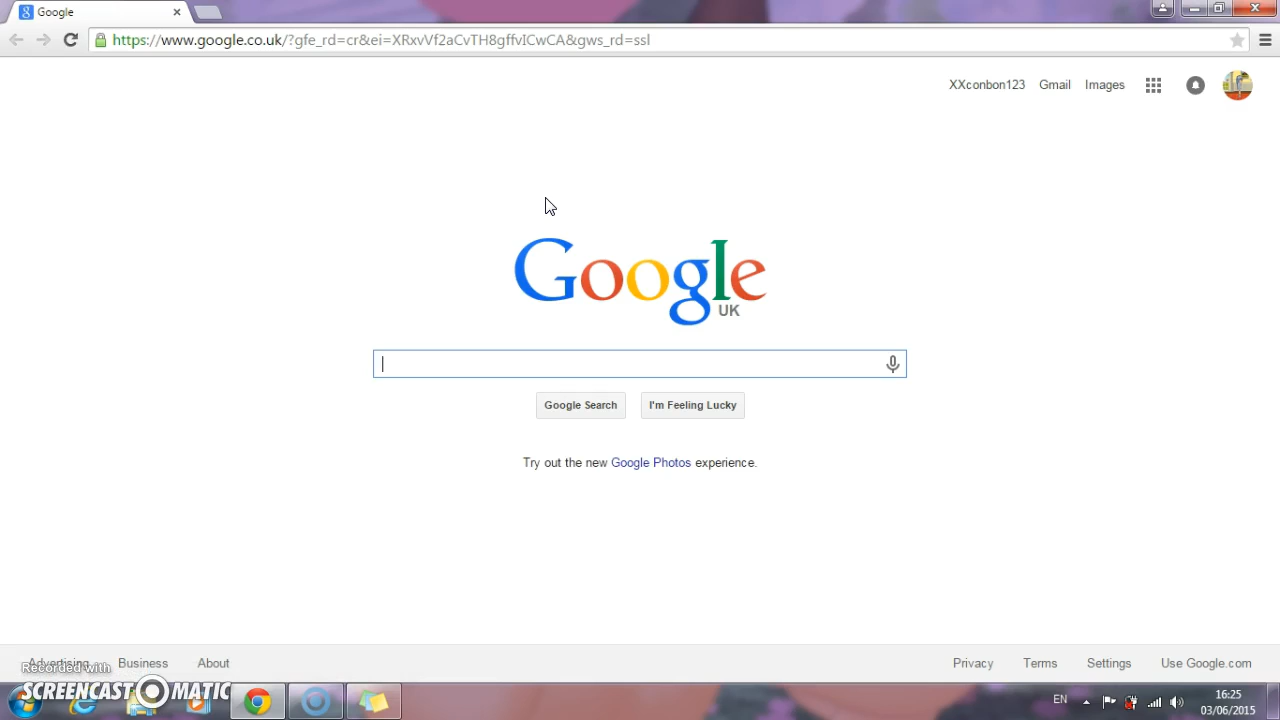 Google
https://www.google.co.uk/?gfe_rd=cr&ei=XRxvVf2aCvTH8gffvICwCA&gws_rd=ssl
XXconbon123 Gmail Images
Google
UK
Google Search I'm Feeling Lucky
Try out the new Google Photos experience.
Advertising Business About Privacy Terms Settings Use Google.com
Recorded with
SCREENCAST-O-MATIC
EN 16:25
03/06/2015